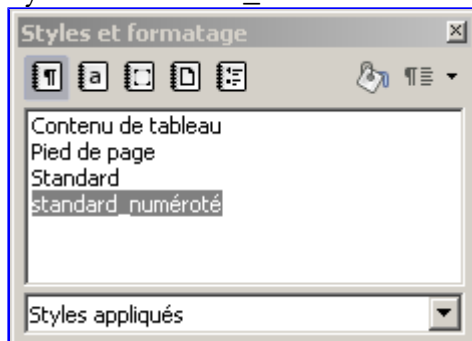 Styles et formatage
Contenu de tableau
Pied de page
Standard
standard_numéroté
Styles appliqués